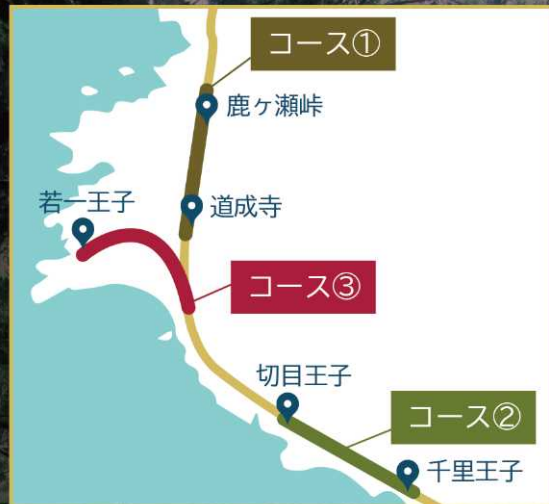 コース①
鹿ヶ瀬峠
若一王子
道成寺
コース③
切目王子
コース②
千里王子